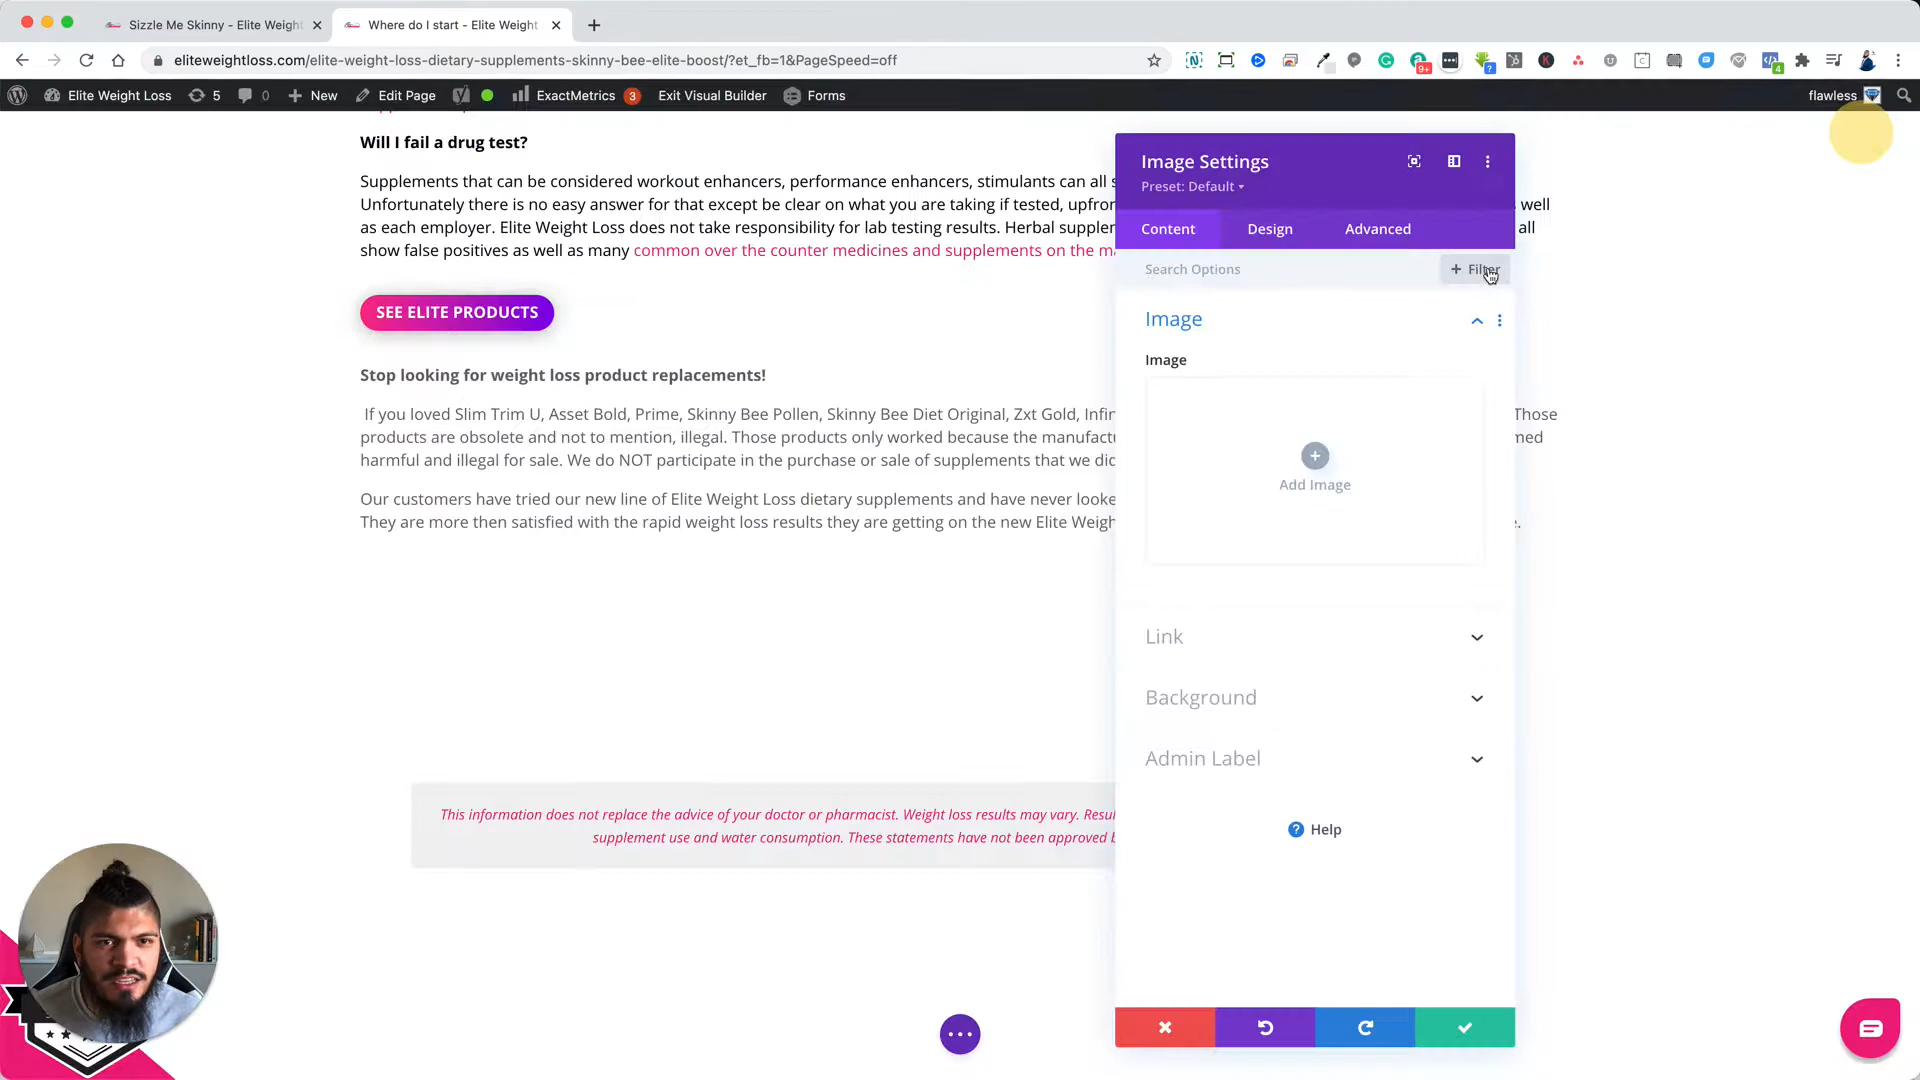 Sizzle Me Skinny - Elite Weight
Where do I start - Elite Weight
eliteweightloss.com/elite-weight-loss-dietary-supplements-skinny-bee-elite-boost/?et_fb=1&PageSpeed=off
9+
?
4
Elite Weight Loss 5 0 New Edit Page ExactMetrics 3 Exit Visual Builder Forms
flawless
Will I fail a drug test?
Supplements that can be considered workout enhancers, performance enhancers, stimulants can all s
Unfortunately there is no easy answer for that except be clear on what you are taking if tested, upfror
well
as each employer. Elite Weight Loss does not take responsibility for lab testing results. Herbal supplem
all
show false positives as well as many common over the counter medicines and supplements on the ma
SEE ELITE PRODUCTS
Stop looking for weight loss product replacements!
If you loved Slim Trim U, Asset Bold, Prime, Skinny Bee Pollen, Skinny Bee Diet Original, Zxt Gold, Infin
Those
products are obsolete and not to mention, illegal. Those products only worked because the manufactu
med
harmful and illegal for sale. We do NOT participate in the purchase or sale of supplements that we did
Our customers have tried our new line of Elite Weight Loss dietary supplements and have never looke
They are more then satisfied with the rapid weight loss results they are getting on the new Elite Weigh
e.
This information does not replace the advice of your doctor or pharmacist. Weight loss results may vary. Resul
supplement use and water consumption. These statements have not been approved b
Image Settings
Preset: Default
Content Design Advanced
Search Options
+ Filter
Image
Image
Add Image
Link
Background
Admin Label
? Help